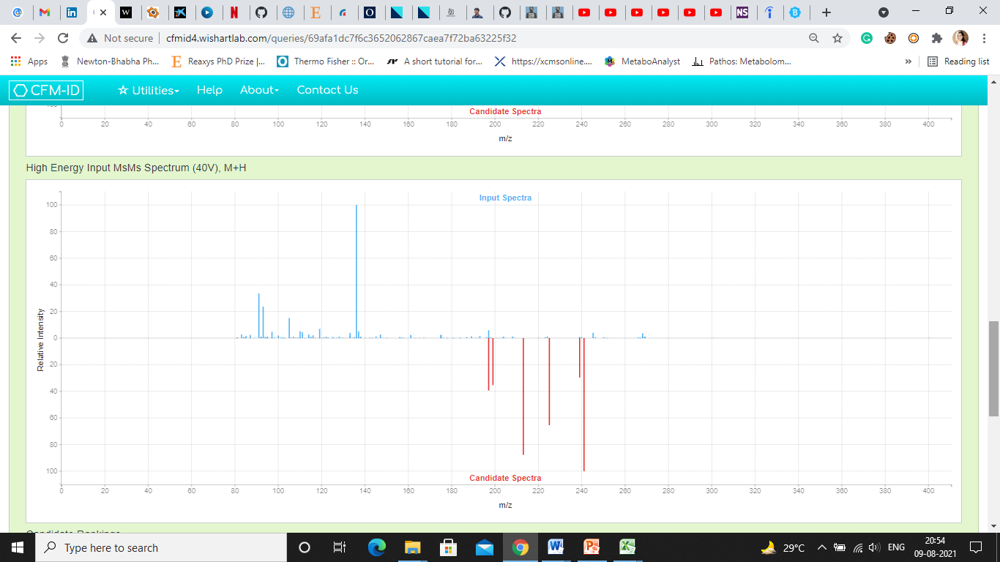 Not secure cfmid4.wishartlab.com/queries/69afa1dc7f6c3652062867caea7f72ba63225f32
Apps Newton-Bhabha Ph... Reaxys PhD Prize |... Thermo Fisher :: Or... A short tutorial for... https://xcmsonline.... MetaboAnalyst Pathos: Metabolom... » Reading list
CFM-ID Utilities Help About Contact Us
Candidate Spectra
0 20 40 60 80 100 120 140 160 180 200 220 240 260 280 300 320 340 360 380 400
m/z
High Energy Input MsMs Spectrum (40V), M+H
Input Spectra
100
80
60
40
20
0
20
40
60
80
100
Relative Intensity
Candidate Spectra
0 20 40 60 80 100 120 140 160 180 200 220 240 260 280 300 320 340 360 380 400
m/z
Candidate Rankings
Type here to search 29°C ENG 20:54
09-08-2021